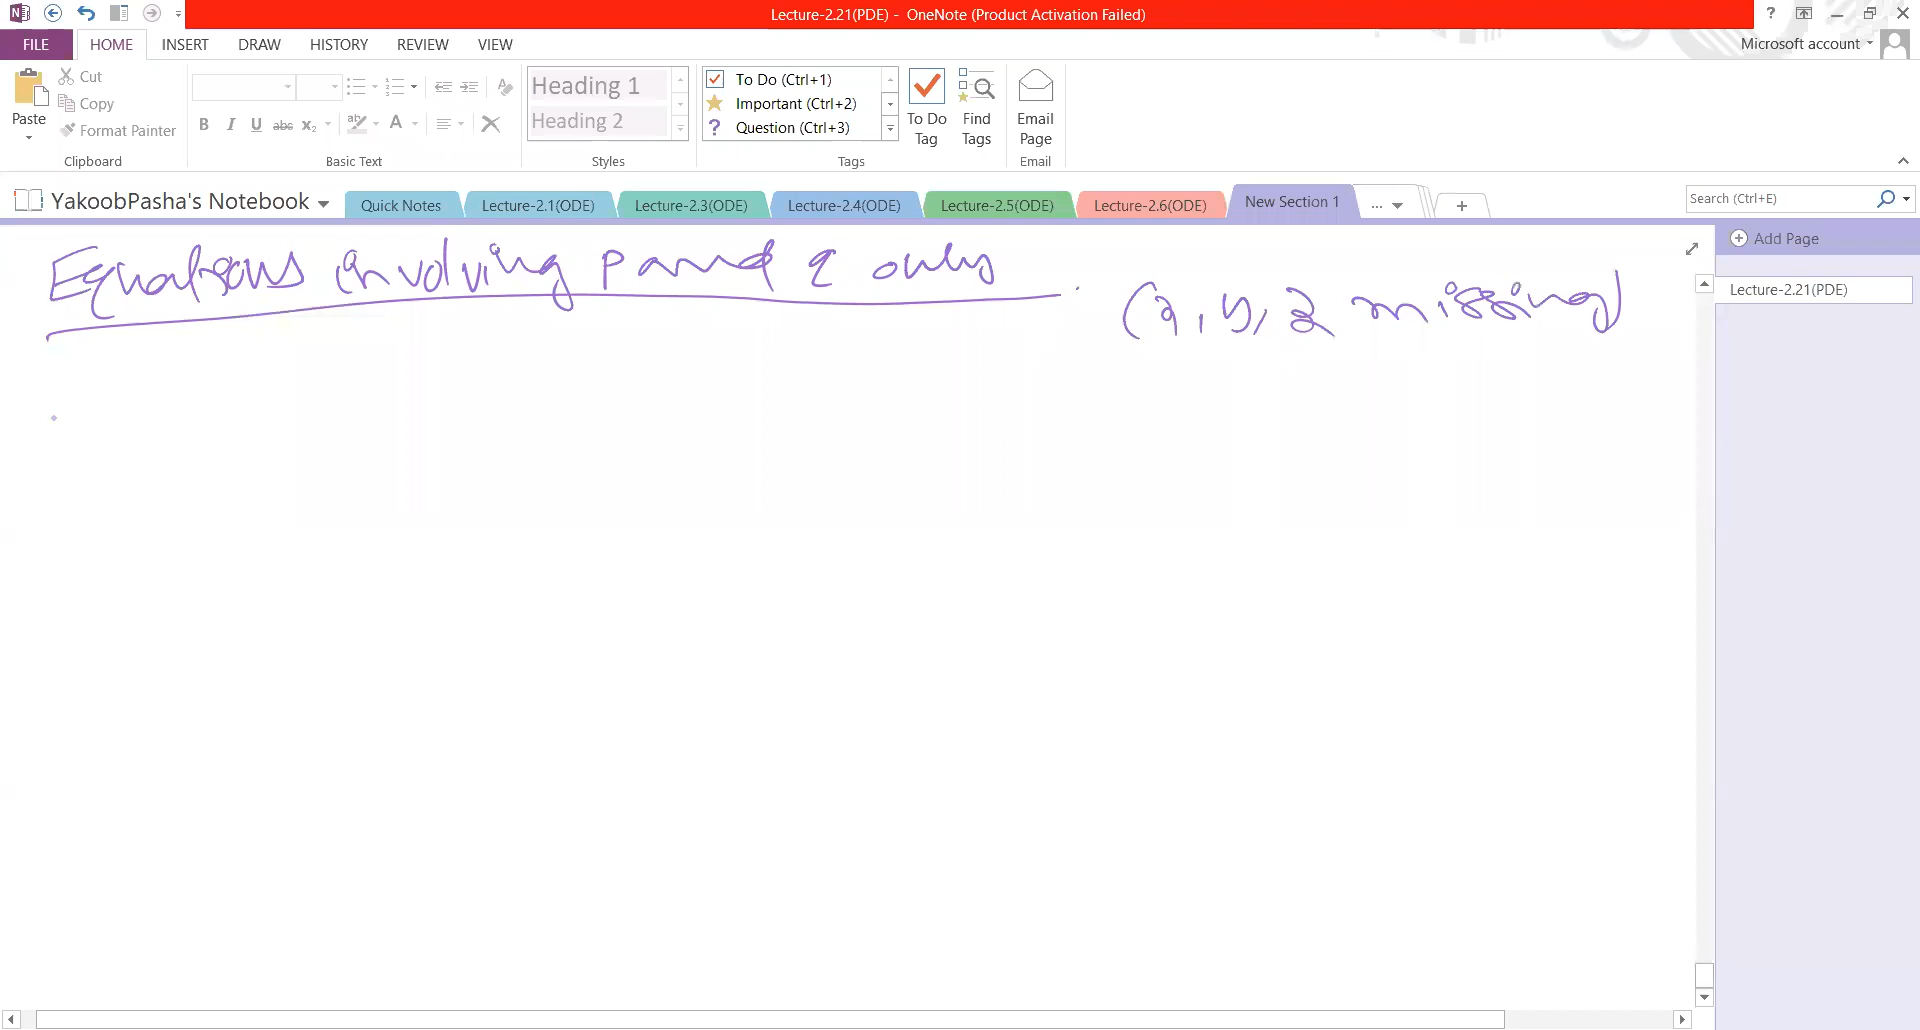 Lecture-2.21(PDE) - OneNote (Product Activation Failed)
?
FILE HOME INSERT DRAW HISTORY REVIEW VIEW
Microsoft account
Paste
Cut
Copy
Format Painter
Clipboard
B I U abc x₂ ab A
Basic Text
Heading 1
Heading 2
Styles
To Do (Ctrl+1)
Important (Ctrl+2)
? Question (Ctrl+3)
Tags
To Do
Tag
Find
Tags
Email
Page
Email
YakoobPasha's Notebook
Quick Notes
Lecture-2.1(ODE)
Lecture-2.3(ODE)
Lecture-2.4(ODE)
Lecture-2.5(ODE)
Lecture-2.6(ODE)
New Section 1
...
+
Search (Ctrl+E)
Add Page
Lecture-2.21(PDE)
Equations involving p and q only.
(x, y, z missing)